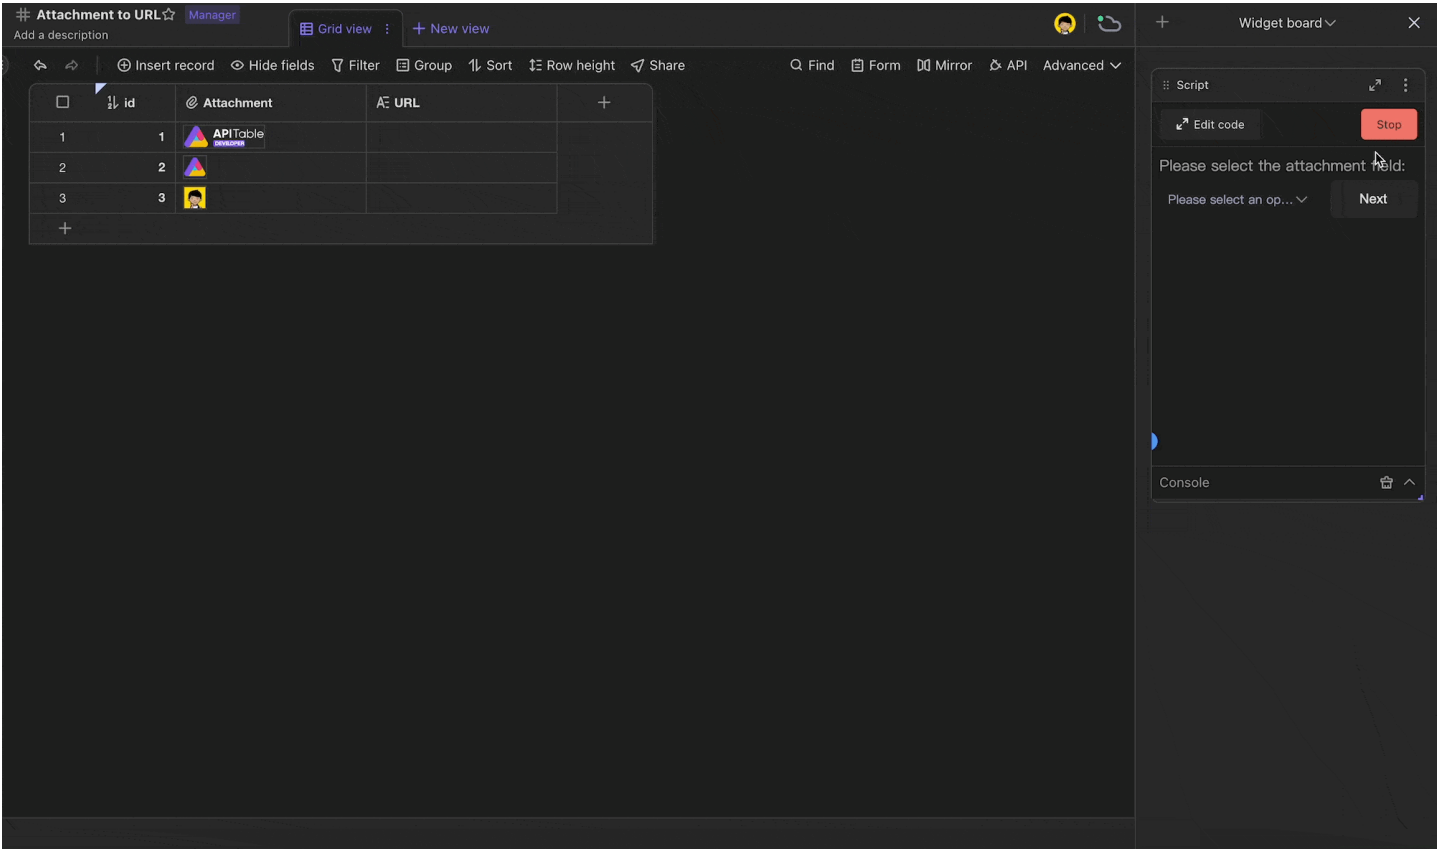 Attachment to URL Manager
Add a description
Grid view
New view
Widget board
Insert record Hide fields Filter Group Sort Row height Share Find Form Mirror API Advanced
id Attachment URL
1 1 APITable DEVELOPER
2 2
3 3
Script
Edit code Stop
Please select the attachment field:
Please select an op... Next
Console